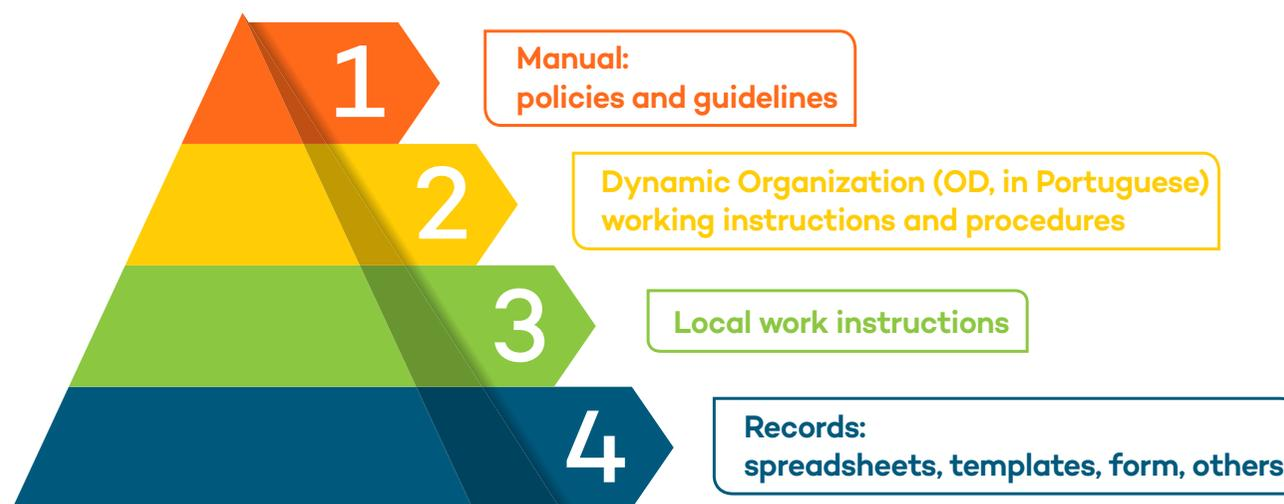 1
Manual:
policies and guidelines
2
Dynamic Organization (OD, in Portuguese)
working instructions and procedures
3
Local work instructions
4
Records:
spreadsheets, templates, form, others